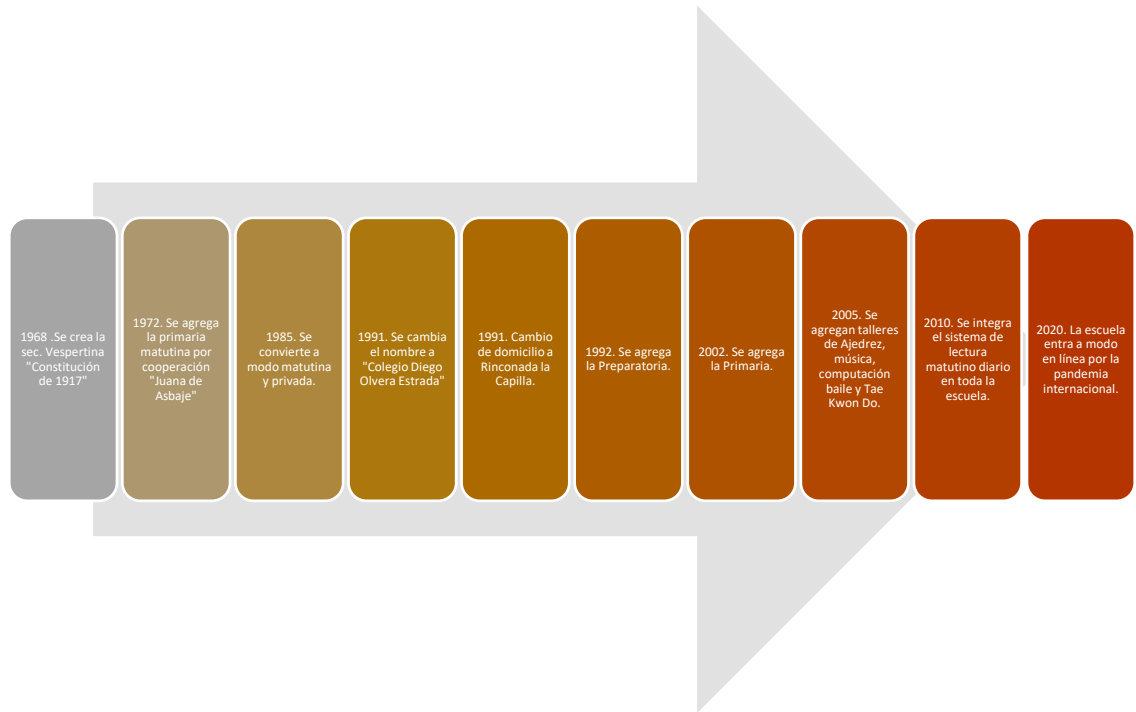 1968 .Se crea la
sec. Vespertina
"Constitución
de 1917"
1972. Se agrega
la primaria
matutina por
cooperación
"Juana de
Asbaje"
1985. Se
convierte a
modo matutina
y privada.
1991. Se cambia
el nombre a
"Colegio Diego
Olvera Estrada"
1991. Cambio
de domicilio a
Rinconada la
Capilla.
1992. Se agrega
la Preparatoria.
2002. Se agrega
la Primaria.
2005. Se
agregan talleres
de Ajedrez,
música,
computación
baile y Tae
Kwon Do.
2010. Se integra
el sistema de
lectura
matutino diario
en toda la
escuela.
2020. La escuela
entra a modo
en línea por la
pandemia
internacional.